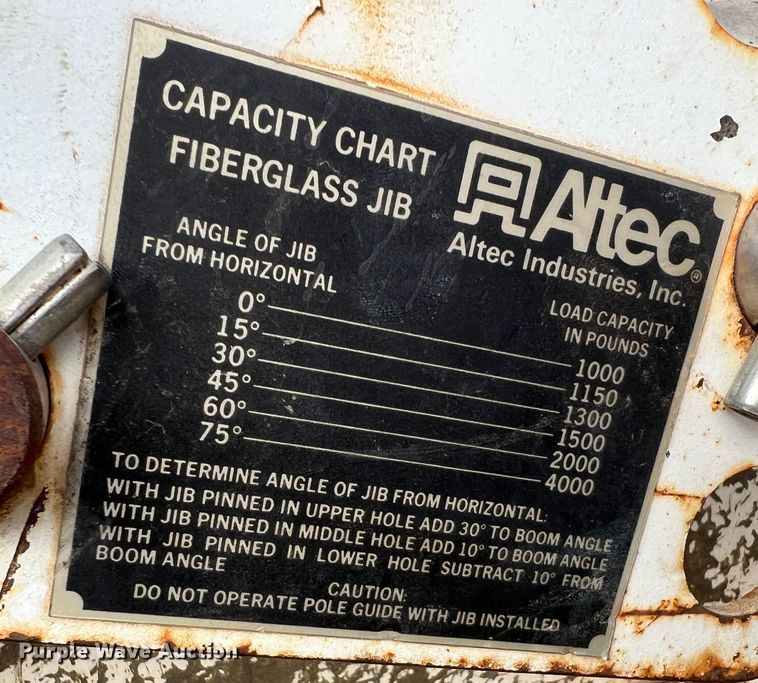 CAPACITY CHART
FIBERGLASS JIB
Altec®
Altec Industries, Inc.
ANGLE OF JIB
FROM HORIZONTAL
LOAD CAPACITY
IN POUNDS
0° 1000
15° 1150
30° 1300
45° 1500
60° 2000
75° 4000
TO DETERMINE ANGLE OF JIB FROM HORIZONTAL:
WITH JIB PINNED IN UPPER HOLE ADD 30° TO BOOM ANGLE
WITH JIB PINNED IN MIDDLE HOLE ADD 10° TO BOOM ANGLE
WITH JIB PINNED IN LOWER HOLE SUBTRACT 10° FROM
BOOM ANGLE
CAUTION:
DO NOT OPERATE POLE GUIDE WITH JIB INSTALLED
Purple Wave Auction